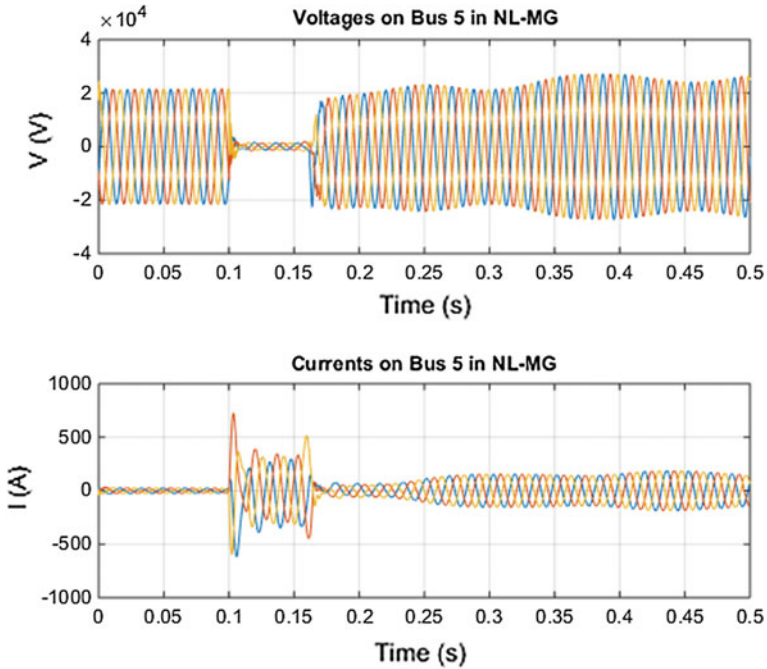 Voltages on Bus 5 in NL-MG
×10⁴
4
2
0
-2
-4
V (V)
0 0.05 0.1 0.15 0.2 0.25 0.3 0.35 0.4 0.45 0.5
Time (s)
Currents on Bus 5 in NL-MG
1000
500
0
-500
-1000
I (A)
0 0.05 0.1 0.15 0.2 0.25 0.3 0.35 0.4 0.45 0.5
Time (s)